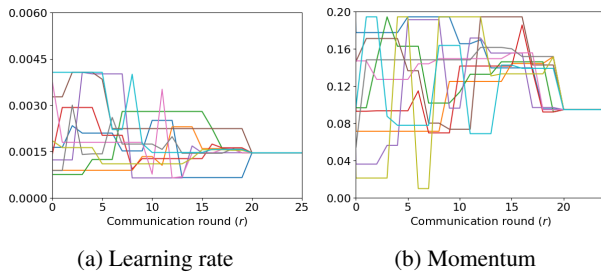 0.0060
0.0045
0.0030
0.0015
0.0000
0 5 10 15 20 25
Communication round (r)
(a) Learning rate
0.20
0.16
0.12
0.08
0.04
0.00
0 5 10 15 20
Communication round (r)
(b) Momentum